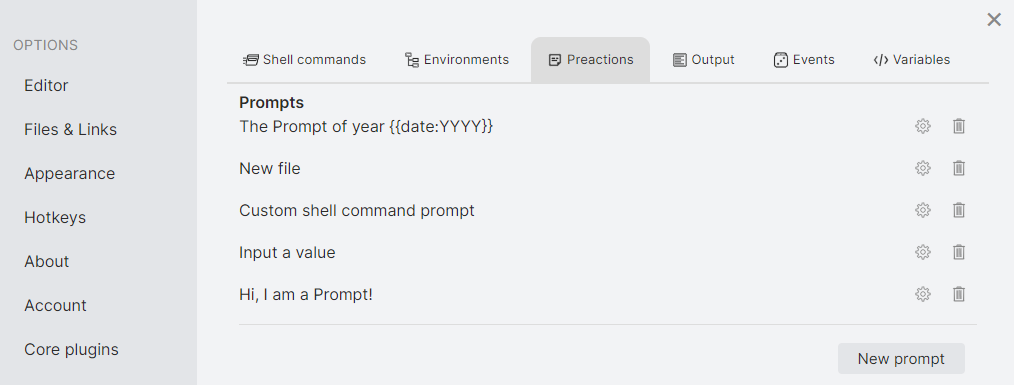 OPTIONS
Editor
Files & Links
Appearance
Hotkeys
About
Account
Core plugins
Shell commands Environments Preactions Output Events Variables
Prompts
The Prompt of year {{date:YYYY}}
New file
Custom shell command prompt
Input a value
Hi, I am a Prompt!
New prompt